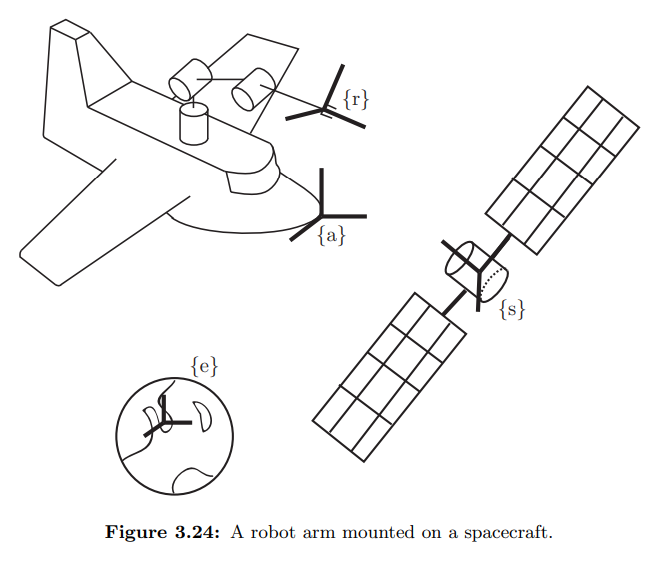 {r}
{a}
{s}
{e}
Figure 3.24: A robot arm mounted on a spacecraft.